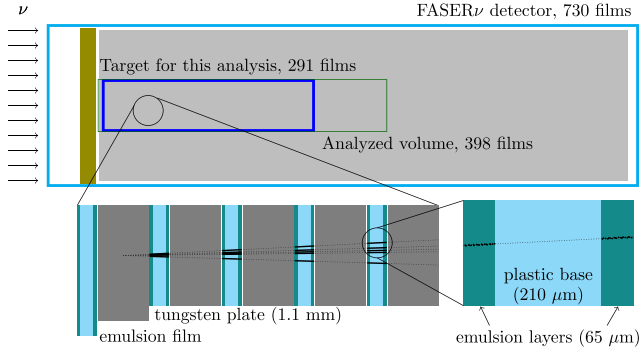 ν
FASERν detector, 730 films
Target for this analysis, 291 films
Analyzed volume, 398 films
plastic base
(210 μm)
tungsten plate (1.1 mm)
emulsion film
emulsion layers (65 μm)